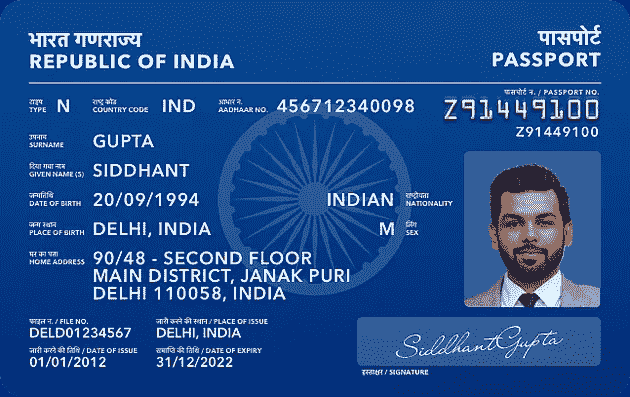 भारत गणराज्य
REPUBLIC OF INDIA
पासपोर्ट
PASSPORT
टाइप TYPE N राष्ट्र कोड COUNTRY CODE IND आधार न. AADHAAR NO. 456712340098
पासपोर्ट न. / PASSPORT NO.
Z91449100
Z91449100
उपनाम SURNAME GUPTA
दिया गया नाम GIVEN NAME (S) SIDDHANT
जन्मतिथि DATE OF BIRTH 20/09/1994
INDIAN राष्ट्रीयता NATIONALITY
जन्म स्थान PLACE OF BIRTH DELHI, INDIA
M लिंग SEX
घर का पता HOME ADDRESS 90/48 - SECOND FLOOR
MAIN DISTRICT, JANAK PURI
DELHI 110058, INDIA
फाइल न. / FILE NO.
DELD01234567
जारी करने की स्थान / PLACE OF ISSUE
DELHI, INDIA
जारी करने की तिथि / DATE OF ISSUE
01/01/2012
समाप्ति की तिथि / DATE OF EXPIRY
31/12/2022
Siddhant Gupta
हस्ताक्षर / SIGNATURE